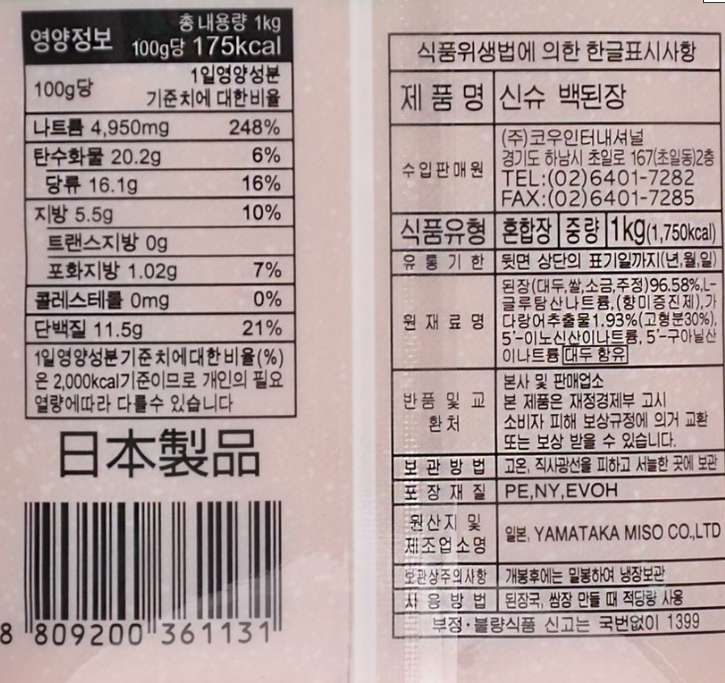 영양정보
총 내용량 1kg
100g당 175kcal
100g당
1일영양성분
기준치에 대한비율
나트륨 4,950mg 248%
탄수화물 20.2g 6%
당류 16.1g 16%
지방 5.5g 10%
트랜스지방 0g
포화지방 1.02g 7%
콜레스테롤 0mg 0%
단백질 11.5g 21%
1일영양성분기준치에대한비율(%)
은 2,000kcal기준이므로 개인의 필요
열량에따라 다를수 있습니다
日本製品
8 809200 361131
식품위생법에 의한 한글표시사항
제 품 명 신슈 백된장
수입판매원
(주)코우인터내셔널
경기도 하남시 초일로 167(초일동)2층
TEL:(02)6401-7282
FAX:(02)6401-7285
식품유형 혼합장 중량 1kg(1,750kcal)
유 통 기 한 뒷면 상단의 표기일까지(년,월,일)
원 재 료 명
된장(대두,쌀,소금,주정)96.58%,L-
글루탐산나트륨,(향미증진제),가
다랑어추출물1.93%(고형분30%),
5'-이노신산이나트륨, 5'-구아닐산
이나트륨 대두 함유
반 품 및 교
환 처
본사 및 판매업소
본 제품은 재정경제부 고시
소비자 피해 보상규정에 의거 교환
또는 보상 받을 수 있습니다.
보 관 방 법 고온, 직사광선을 피하고 서늘한 곳에 보관
포 장 재 질 PE,NY,EVOH
원산지 및
제조업소명
일본, YAMATAKA MISO CO.,LTD
보관상주의사항 개봉후에는 밀봉하여 냉장보관
사 용 방 법 된장국, 쌈장 만들 때 적당량 사용
부정·불량식품 신고는 국번없이 1399